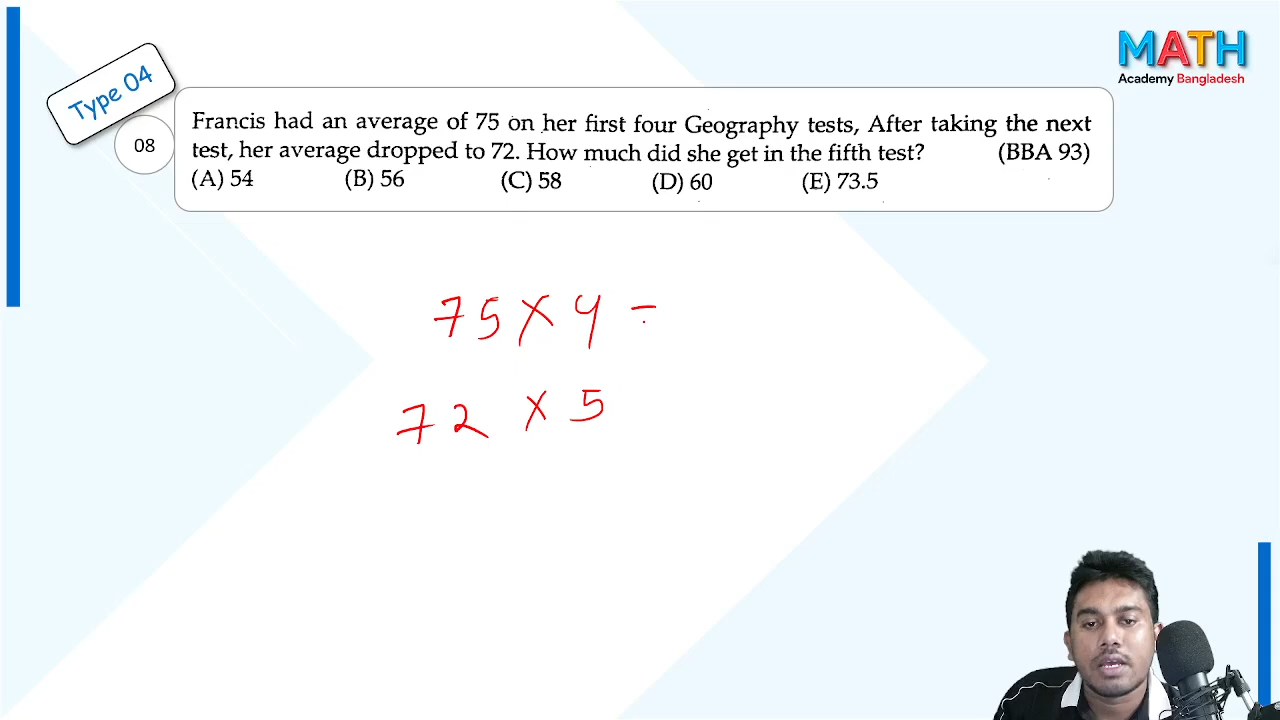 MATH
Academy Bangladesh
Type 04
08
Francis had an average of 75 on her first four Geography tests, After taking the next
test, her average dropped to 72. How much did she get in the fifth test? (BBA 93)
(A) 54 (B) 56 (C) 58 (D) 60 (E) 73.5
75 × 4 =
72 × 5